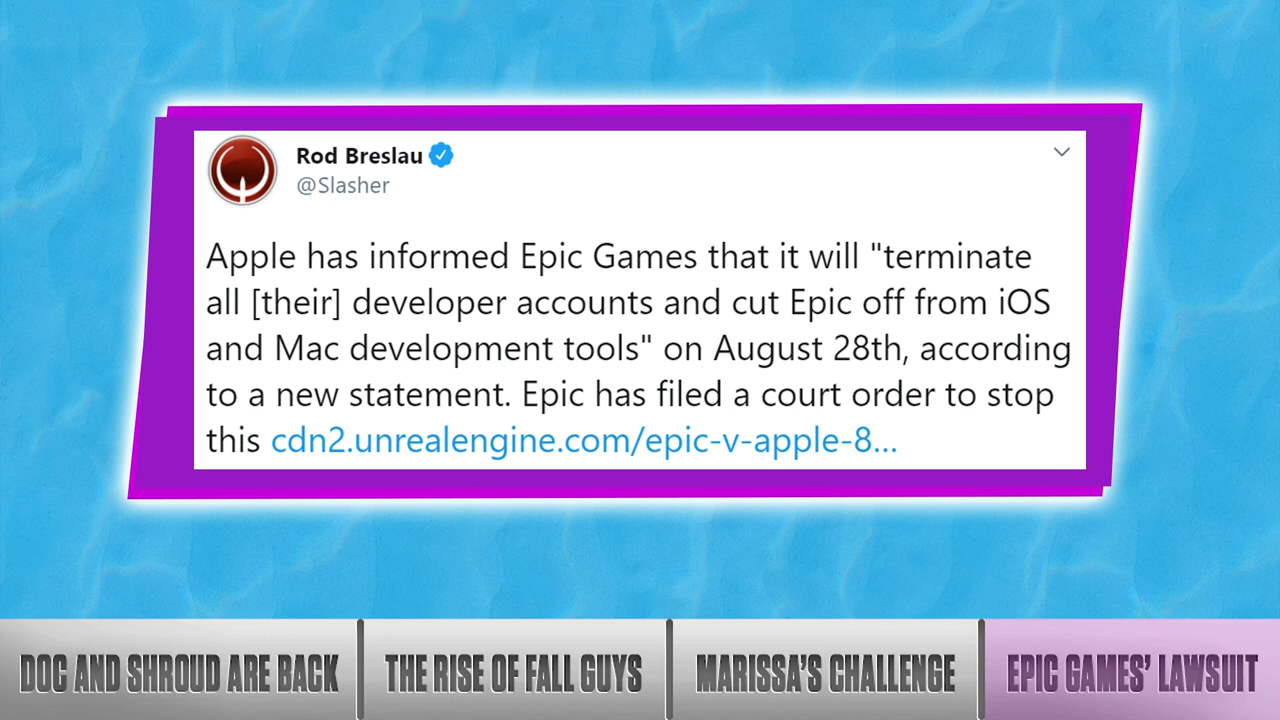 Rod Breslau
@Slasher
Apple has informed Epic Games that it will "terminate
all [their] developer accounts and cut Epic off from iOS
and Mac development tools" on August 28th, according
to a new statement. Epic has filed a court order to stop
this cdn2.unrealengine.com/epic-v-apple-8...
DOC AND SHROUD ARE BACK
THE RISE OF FALL GUYS
MARISSA'S CHALLENGE
EPIC GAMES' LAWSUIT